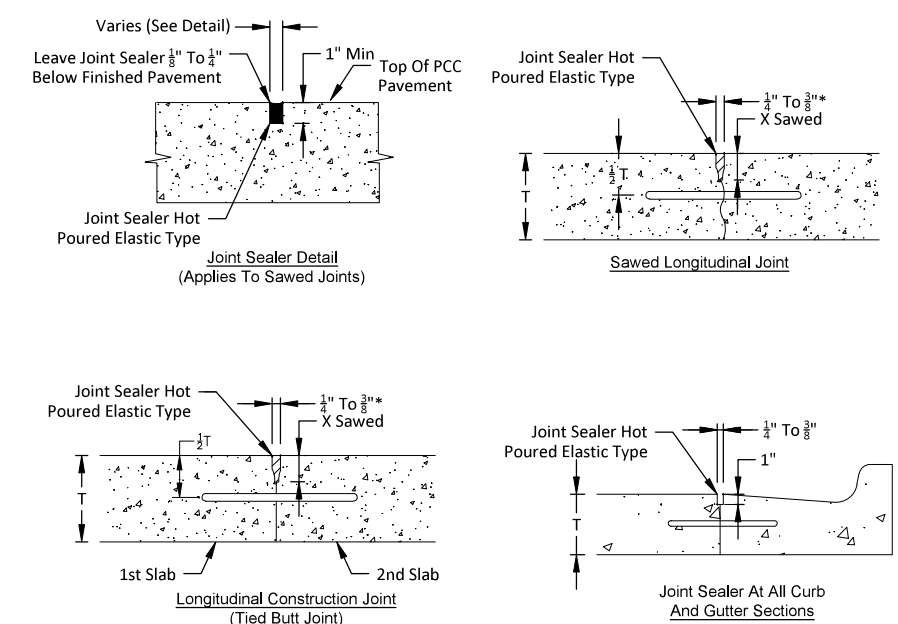 Varies (See Detail)
Leave Joint Sealer 1/8" To 1/4"
Below Finished Pavement
1" Min
Top Of PCC
Pavement
Joint Sealer Hot
Poured Elastic Type
Joint Sealer Detail
(Applies To Sawed Joints)
Joint Sealer Hot
Poured Elastic Type
1/4" To 3/8"*
X Sawed
1/2 T
T
Sawed Longitudinal Joint
Joint Sealer Hot
Poured Elastic Type
1/4" To 3/8"*
X Sawed
1/2T
T
1st Slab
2nd Slab
Longitudinal Construction Joint
(Tied Butt Joint)
Joint Sealer Hot
Poured Elastic Type
1/4" To 3/8"
1"
T
Joint Sealer At All Curb
And Gutter Sections